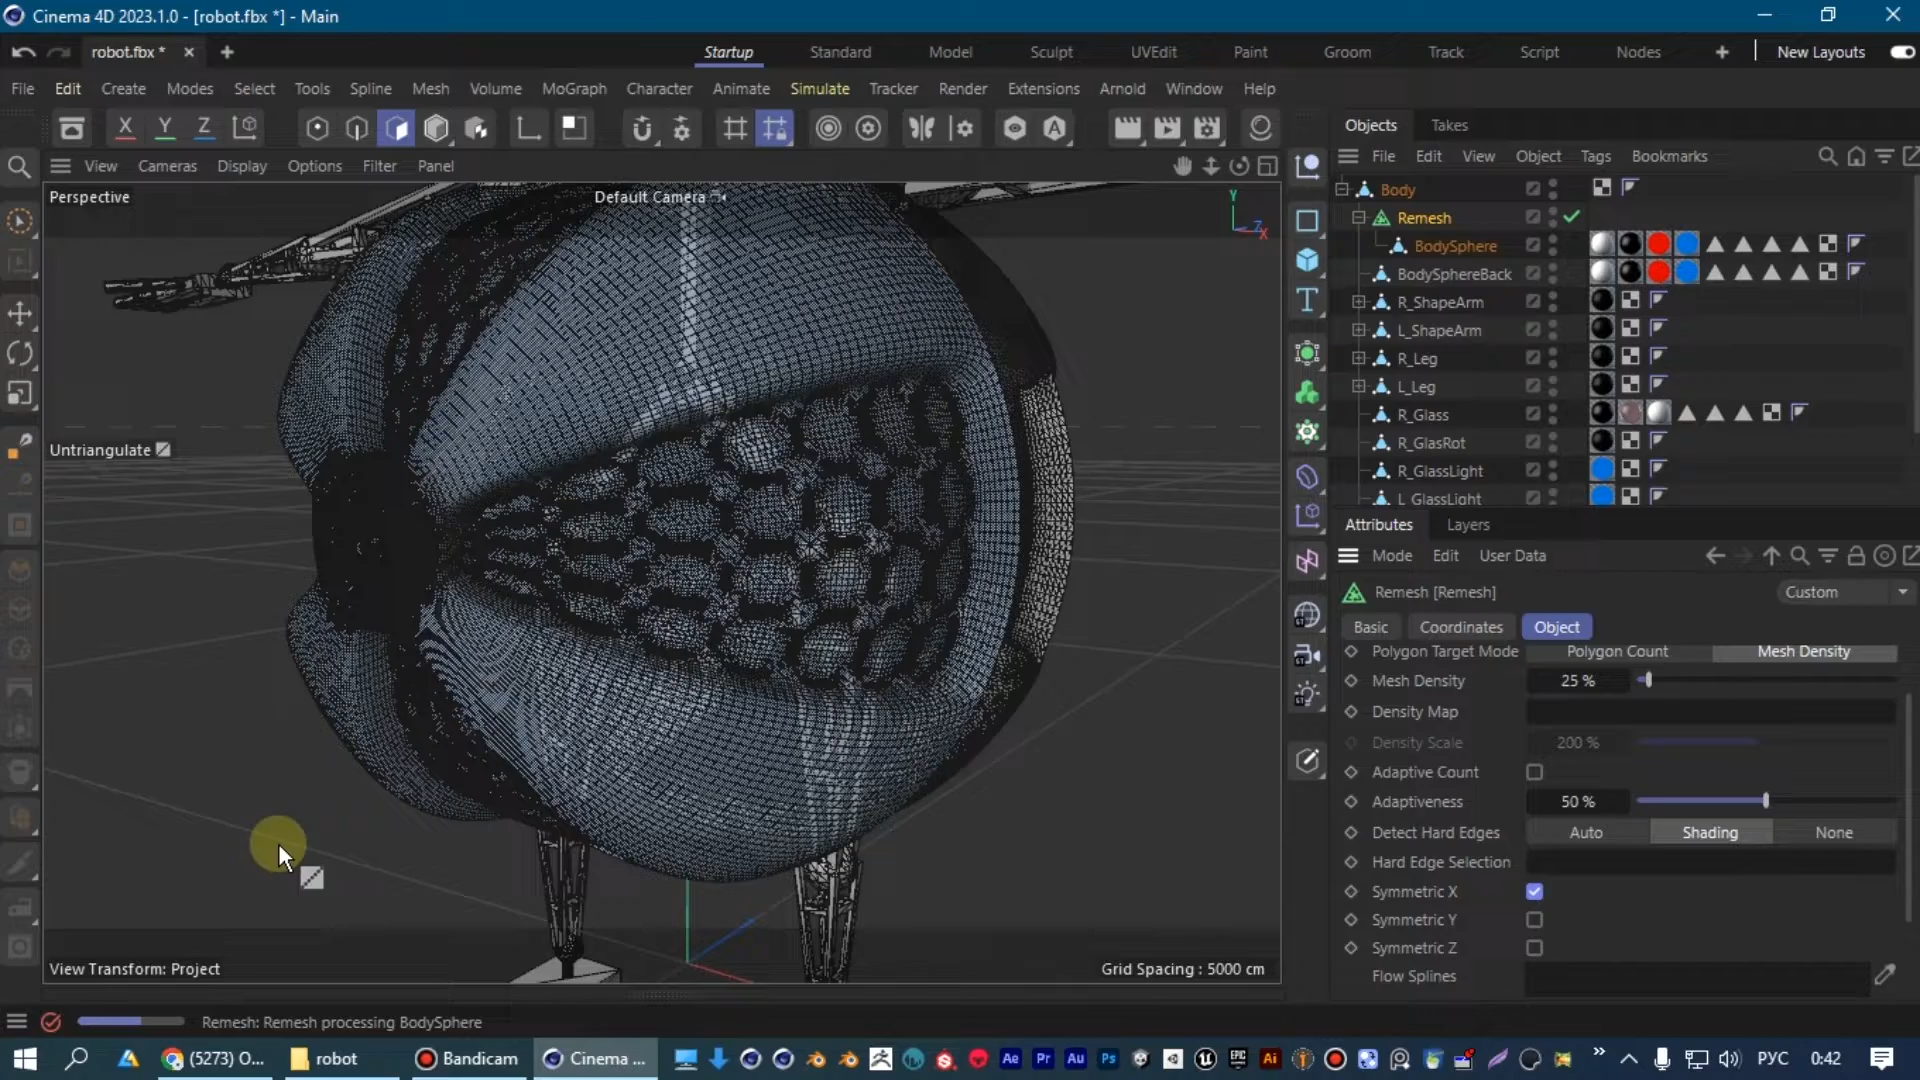 Cinema 4D 2023.1.0 - [robot.fbx *] - Main
robot.fbx *
Startup
Standard
Model
Sculpt
UVEdit
Paint
Groom
Track
Script
Nodes
New Layouts
File Edit Create Modes Select Tools Spline Mesh Volume MoGraph Character Animate Simulate Tracker Render Extensions Arnold Window Help
X Y Z
View Cameras Display Options Filter Panel
Perspective
Default Camera
Y
Z
X
Untriangulate
View Transform: Project
Grid Spacing : 5000 cm
Objects Takes
File Edit View Object Tags Bookmarks
Body
Remesh
BodySphere
BodySphereBack
R_ShapeArm
L_ShapeArm
R_Leg
L_Leg
R_Glass
R_GlasRot
R_GlassLight
L_GlassLight
Attributes Layers
Mode Edit User Data
Remesh [Remesh]
Custom
Basic Coordinates Object
Polygon Target Mode Polygon Count Mesh Density
Mesh Density 25 %
Density Map
Density Scale 200 %
Adaptive Count
Adaptiveness 50 %
Detect Hard Edges Auto Shading None
Hard Edge Selection
Symmetric X
Symmetric Y
Symmetric Z
Flow Splines
Remesh: Remesh processing BodySphere
(5273) O...
robot
Bandicam
Cinema ...
Ae
Pr
Au
Ps
EPIC
Ai
РУС
0:42